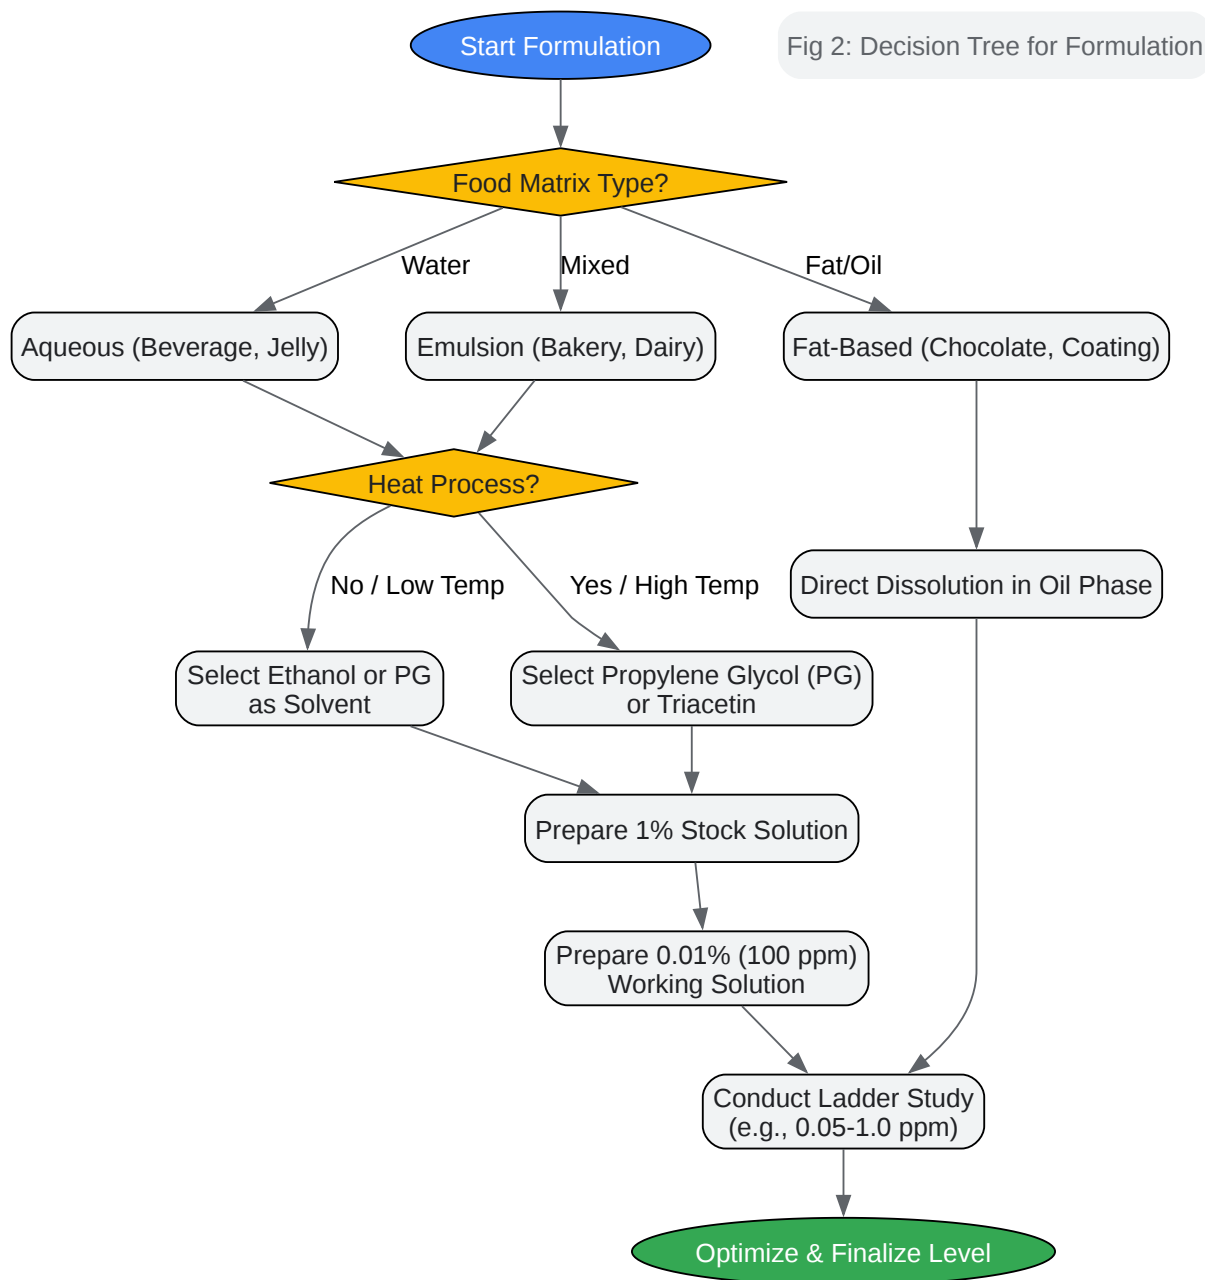 Start Formulation
Fig 2: Decision Tree for Formulation
Food Matrix Type?
Water
Mixed
Fat/Oil
Aqueous (Beverage, Jelly)
Emulsion (Bakery, Dairy)
Fat-Based (Chocolate, Coating)
Heat Process?
No / Low Temp
Yes / High Temp
Direct Dissolution in Oil Phase
Select Ethanol or PG
as Solvent
Select Propylene Glycol (PG)
or Triacetin
Prepare 1% Stock Solution
Prepare 0.01% (100 ppm)
Working Solution
Conduct Ladder Study
(e.g., 0.05-1.0 ppm)
Optimize & Finalize Level